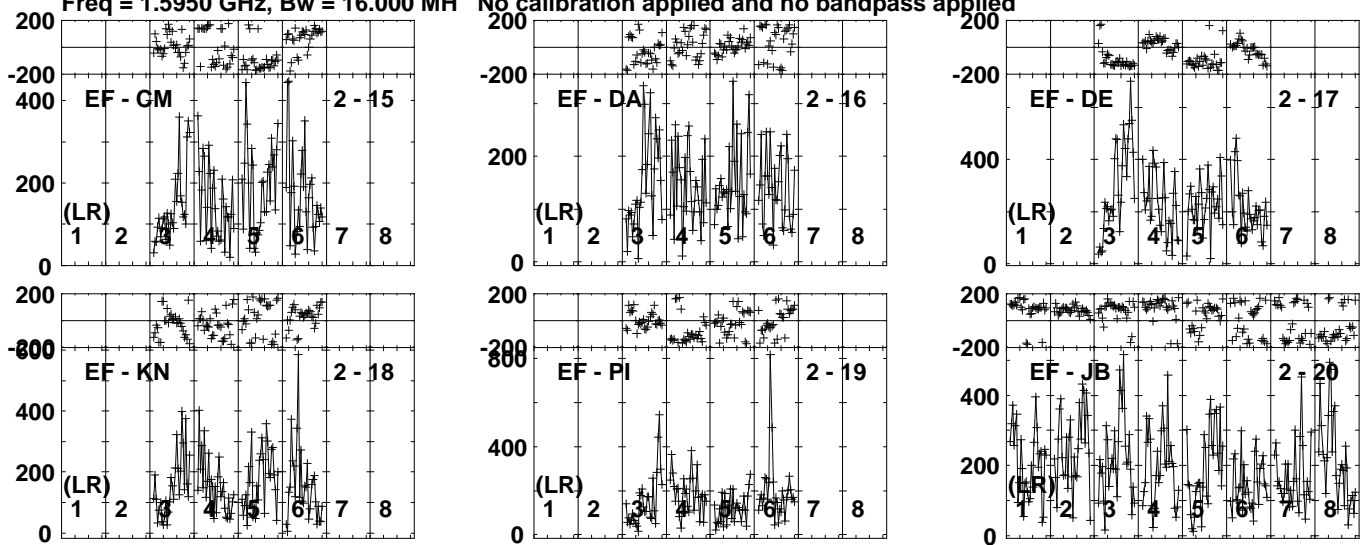 Freq = 1.5950 GHz, Bw = 16.000 MH No calibration applied and no bandpass applied
200
-200
400
200
0
EF - CM 2 - 15
(LR)
1 2 3 4 5 6 7 8
200
-200
200
0
EF - DA 2 - 16
(LR)
1 2 3 4 5 6 7 8
200
-200
400
0
EF - DE 2 - 17
(LR)
1 2 3 4 5 6 7 8
200
-200
600
400
200
0
EF - KN 2 - 18
(LR)
1 2 3 4 5 6 7 8
200
-200
800
400
0
EF - PI 2 - 19
(LR)
1 2 3 4 5 6 7 8
200
-200
400
200
0
EF - JB 2 - 20
(LR)
1 2 3 4 5 6 7 8